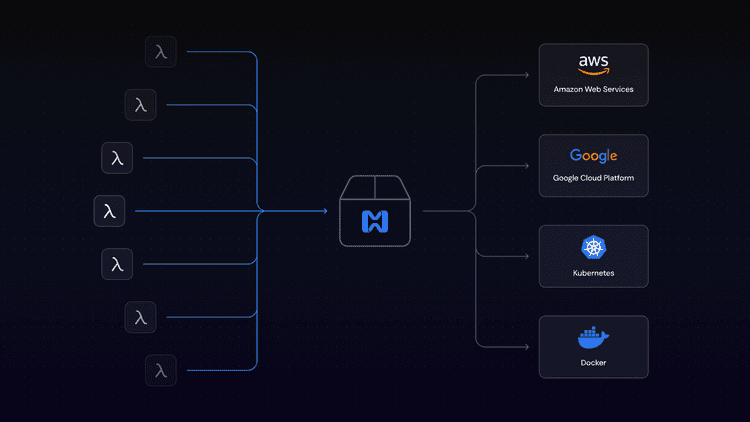 λ
λ
λ
λ
λ
λ
λ
aws
Amazon Web Services
Google
Google Cloud Platform
Kubernetes
Docker